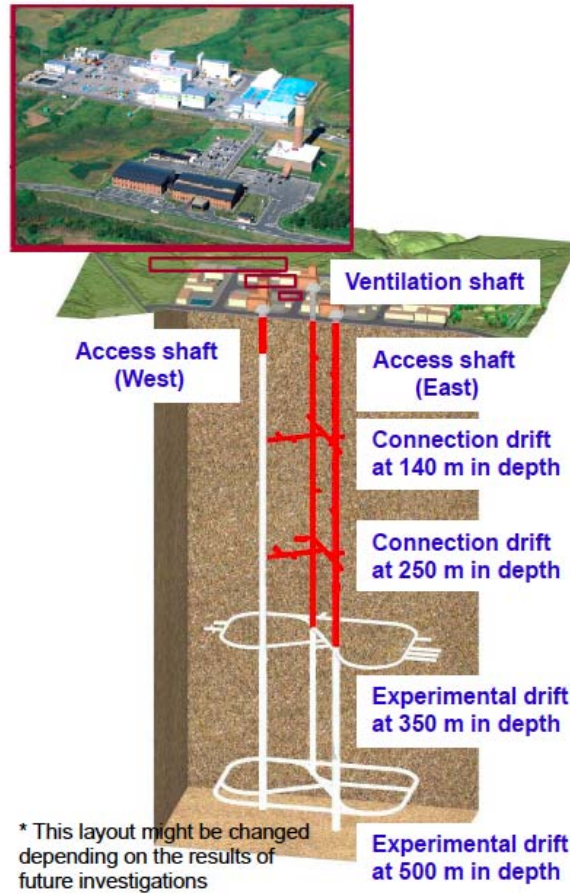 Ventilation shaft
Access shaft
(West)
Access shaft
(East)
Connection drift
at 140 m in depth
Connection drift
at 250 m in depth
Experimental drift
at 350 m in depth
* This layout might be changed
depending on the results of
future investigations
Experimental drift
at 500 m in depth